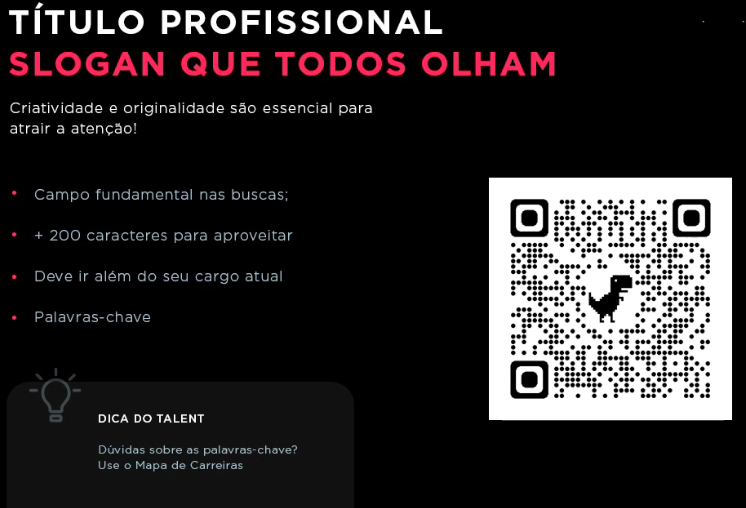 TÍTULO PROFISSIONAL
SLOGAN QUE TODOS OLHAM
Criatividade e originalidade são essencial para
atrair a atenção!
• Campo fundamental nas buscas;
• + 200 caracteres para aproveitar
• Deve ir além do seu cargo atual
• Palavras-chave
DICA DO TALENT
Dúvidas sobre as palavras-chave?
Use o Mapa de Carreiras